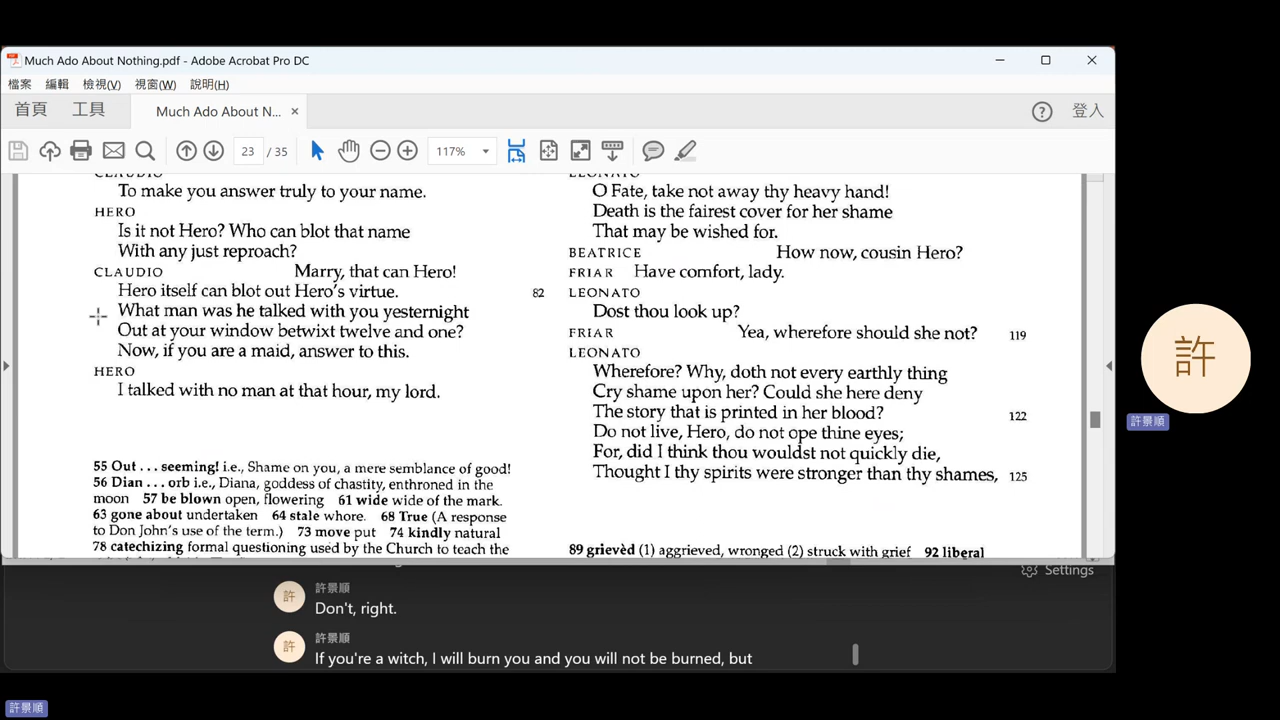 Much Ado About Nothing.pdf - Adobe Acrobat Pro DC
檔案 編輯 檢視(V) 視窗(W) 說明(H)
首頁 工具 Much Ado About N... × 登入
23 / 35 117%
CLAUDIO
To make you answer truly to your name.
HERO
Is it not Hero? Who can blot that name
With any just reproach?
CLAUDIO Marry, that can Hero!
Hero itself can blot out Hero's virtue. 82
What man was he talked with you yesternight
Out at your window betwixt twelve and one?
Now, if you are a maid, answer to this.
HERO
I talked with no man at that hour, my lord.
55 Out . . . seeming! i.e., Shame on you, a mere semblance of good!
56 Dian . . . orb i.e., Diana, goddess of chastity, enthroned in the
moon 57 be blown open, flowering 61 wide wide of the mark.
63 gone about undertaken 64 stale whore. 68 True (A response
to Don John's use of the term.) 73 move put 74 kindly natural
78 catechizing formal questioning used by the Church to teach the
LEONATO
O Fate, take not away thy heavy hand!
Death is the fairest cover for her shame
That may be wished for.
BEATRICE How now, cousin Hero?
FRIAR Have comfort, lady.
LEONATO
Dost thou look up?
FRIAR Yea, wherefore should she not? 119
LEONATO
Wherefore? Why, doth not every earthly thing
Cry shame upon her? Could she here deny
The story that is printed in her blood? 122
Do not live, Hero, do not ope thine eyes;
For, did I think thou wouldst not quickly die,
Thought I thy spirits were stronger than thy shames, 125
89 grievèd (1) aggrieved, wronged (2) struck with grief 92 liberal
Settings
許景順
Don't, right.
許景順
If you're a witch, I will burn you and you will not be burned, but
許
許
許
許景順
許景順